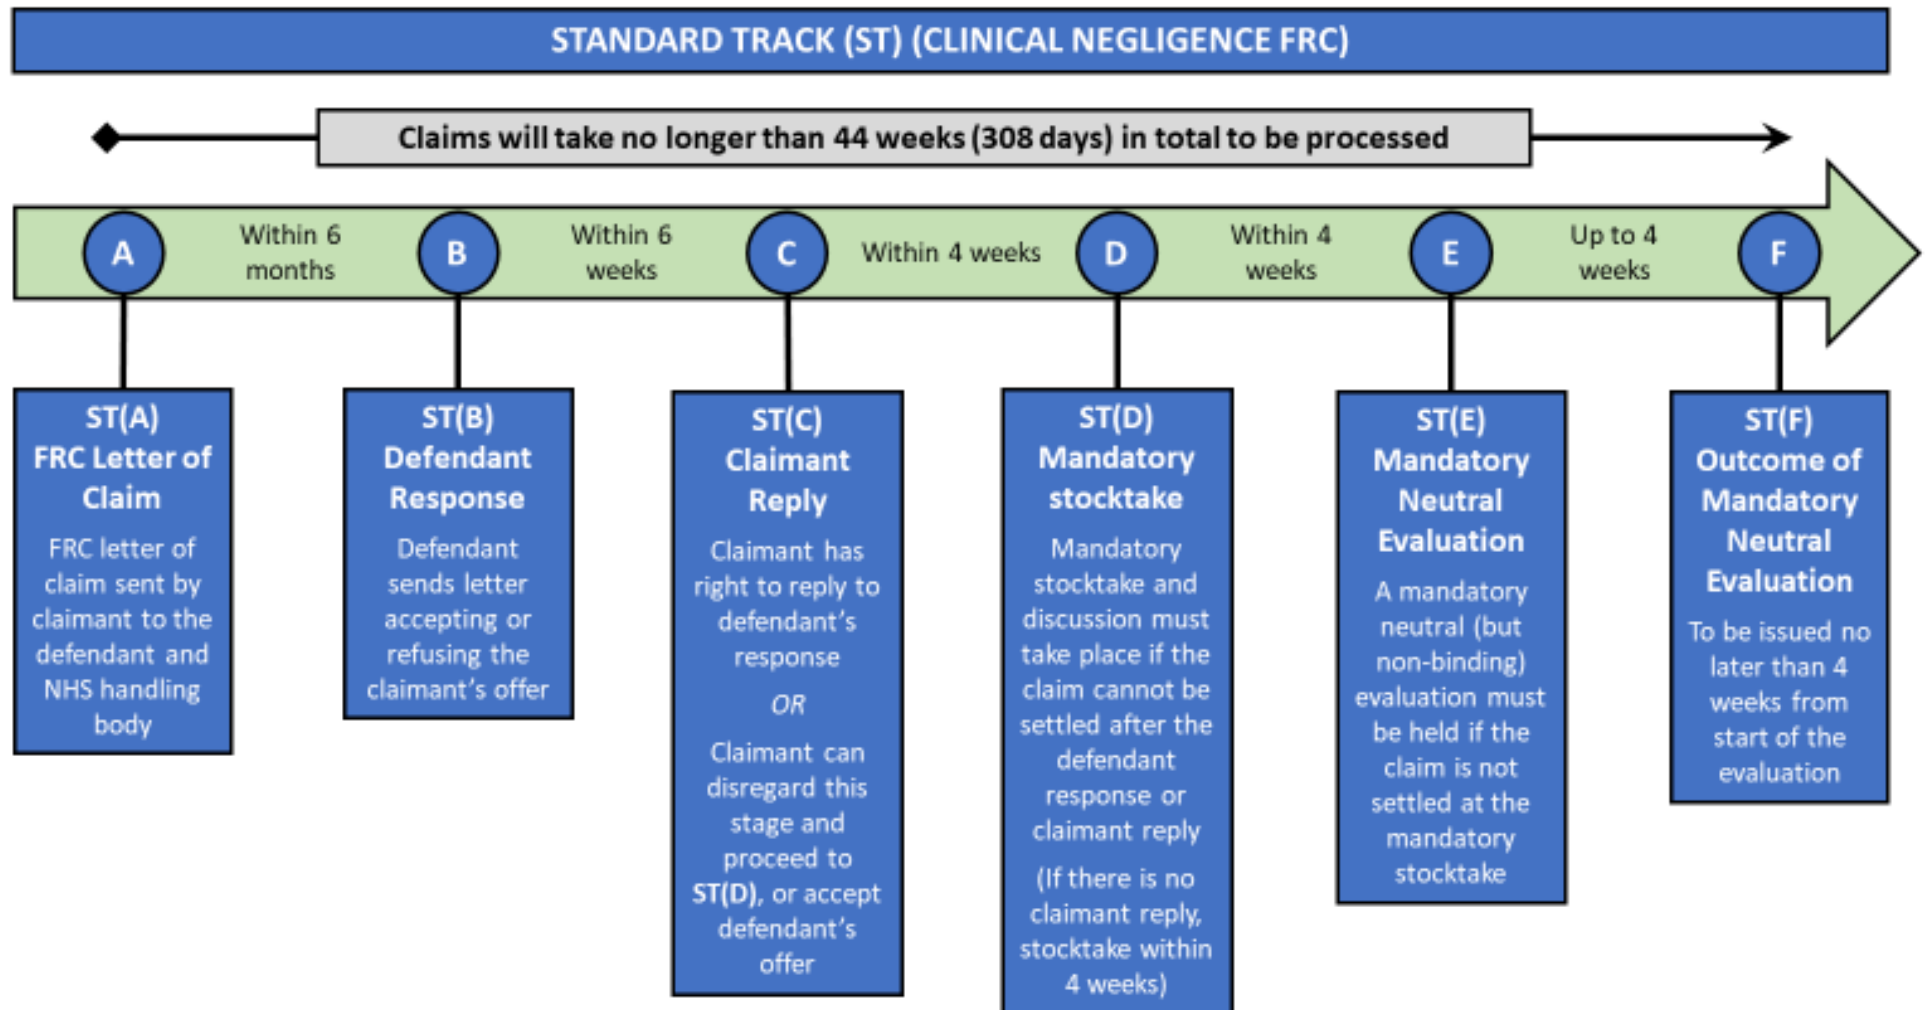 STANDARD TRACK (ST) (CLINICAL NEGLIGENCE FRC)
Claims will take no longer than 44 weeks (308 days) in total to be processed
A
Within 6
months
B
Within 6
weeks
C
Within 4 weeks
D
Within 4
weeks
E
Up to 4
weeks
F
ST(A)
FRC Letter of
Claim
FRC letter of
claim sent by
claimant to the
defendant and
NHS handling
body
ST(B)
Defendant
Response
Defendant
sends letter
accepting or
refusing the
claimant's offer
ST(C)
Claimant
Reply
Claimant has
right to reply to
defendant's
response
OR
Claimant can
disregard this
stage and
proceed to
ST(D), or accept
defendant's
offer
ST(D)
Mandatory
stocktake
Mandatory
stocktake and
discussion must
take place if the
claim cannot be
settled after the
defendant
response or
claimant reply
(If there is no
claimant reply,
stocktake within
4 weeks)
ST(E)
Mandatory
Neutral
Evaluation
A mandatory
neutral (but
non-binding)
evaluation must
be held if the
claim is not
settled at the
mandatory
stocktake
ST(F)
Outcome of
Mandatory
Neutral
Evaluation
To be issued no
later than 4
weeks from
start of the
evaluation